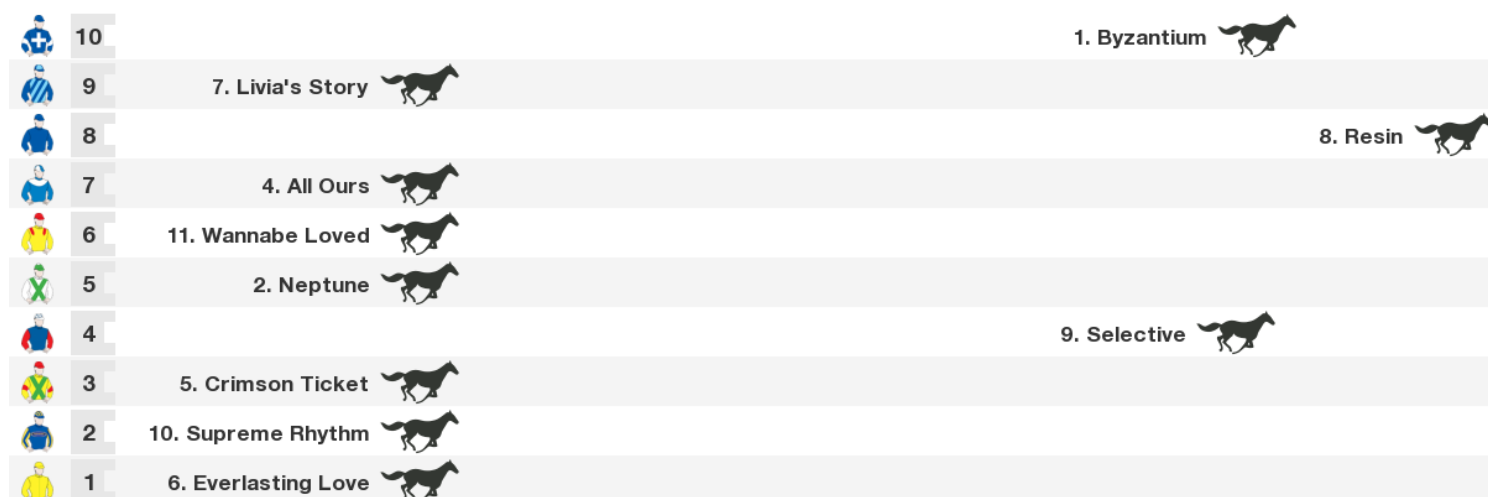 10 1. Byzantium
9 7. Livia's Story
8 8. Resin
7 4. All Ours
6 11. Wannabe Loved
5 2. Neptune
4 9. Selective
3 5. Crimson Ticket
2 10. Supreme Rhythm
1 6. Everlasting Love